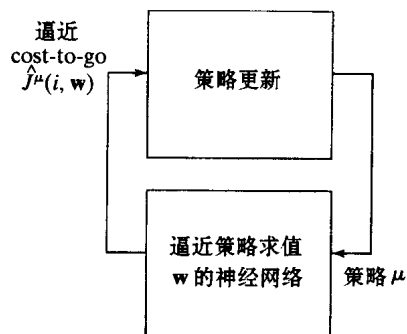 逼近
cost-to-go
Ĵ^μ(i, w)
策略更新
逼近策略求值
w 的神经网络
策略 μ